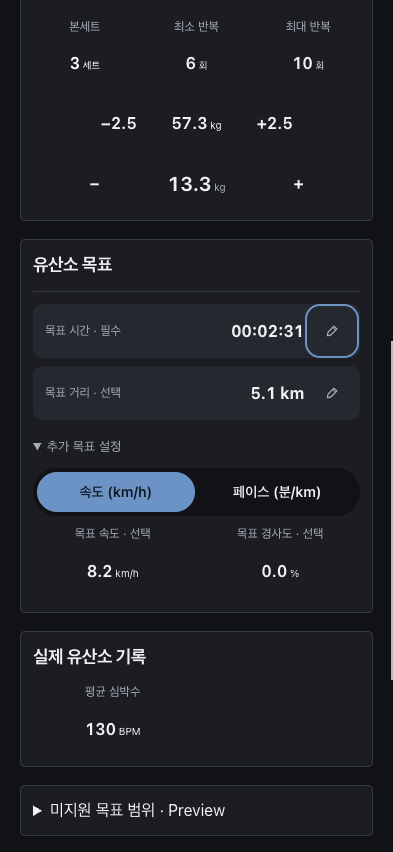 본세트 최소 반복 최대 반복
3 세트 6 회 10 회
−2.5 57.3 kg +2.5
− 13.3 kg +
유산소 목표
목표 시간 · 필수 00:02:31
목표 거리 · 선택 5.1 km
▼ 추가 목표 설정
속도 (km/h) 페이스 (분/km)
목표 속도 · 선택 목표 경사도 · 선택
8.2 km/h 0.0 %
실제 유산소 기록
평균 심박수
130 BPM
▶ 미지원 목표 범위 · Preview